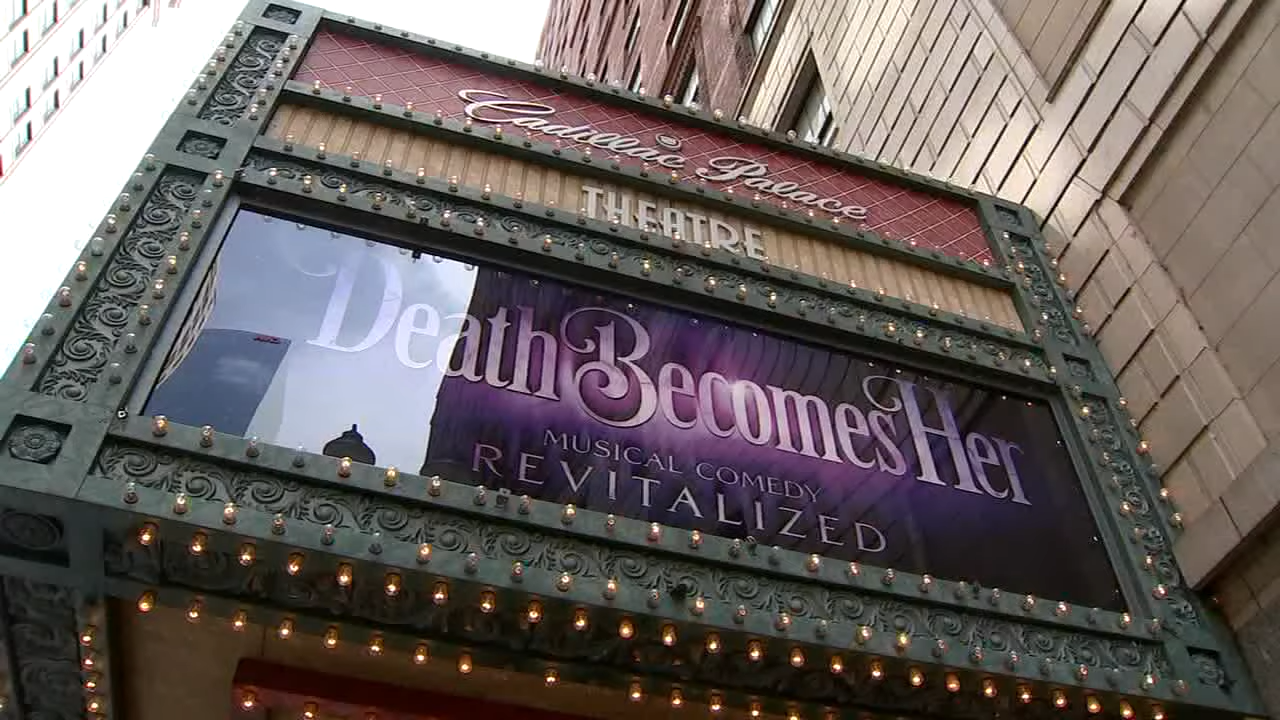 Cadillac Palace
THEATRE
Death Becomes Her
MUSICAL COMEDY
REVITALIZED